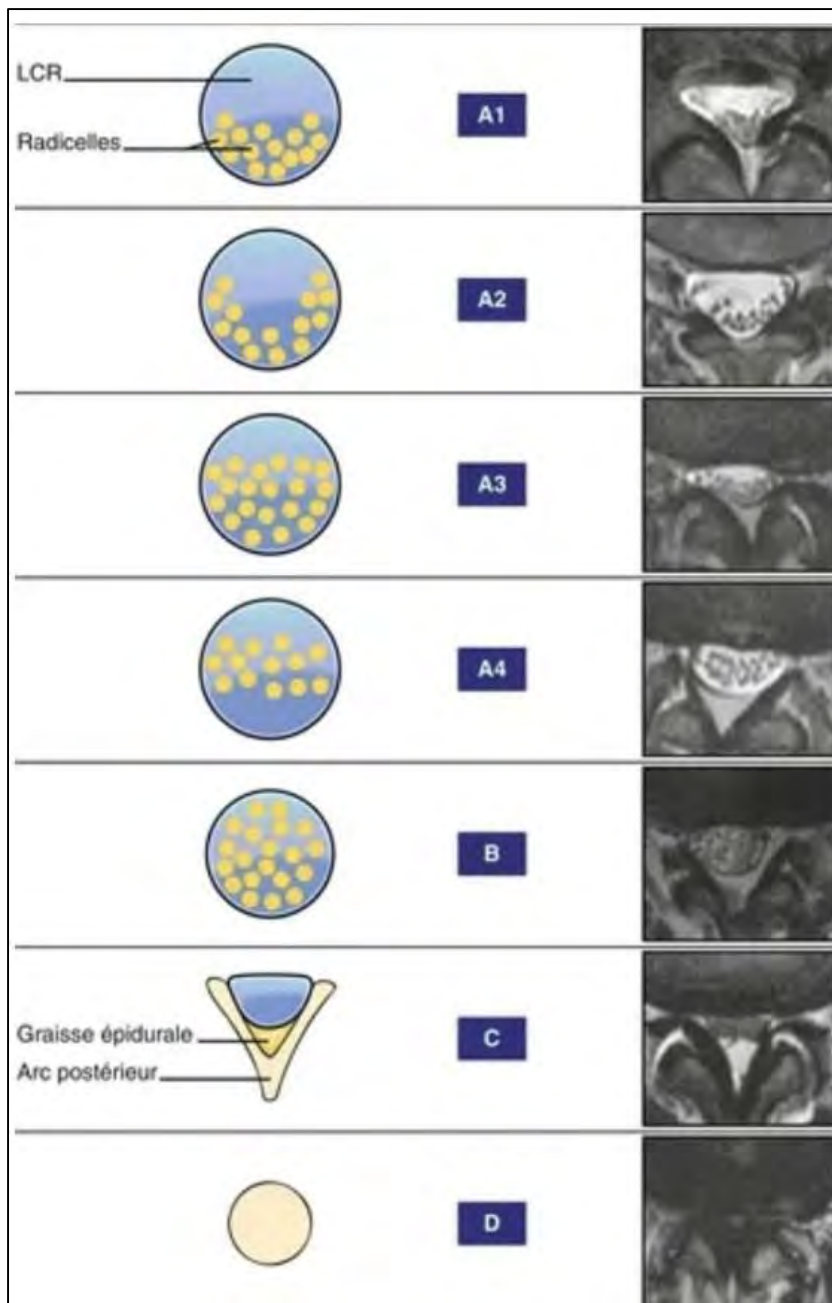 LCR
Radicelles
A1
A2
A3
A4
B
Graisse épidurale
Arc postérieur
C
D